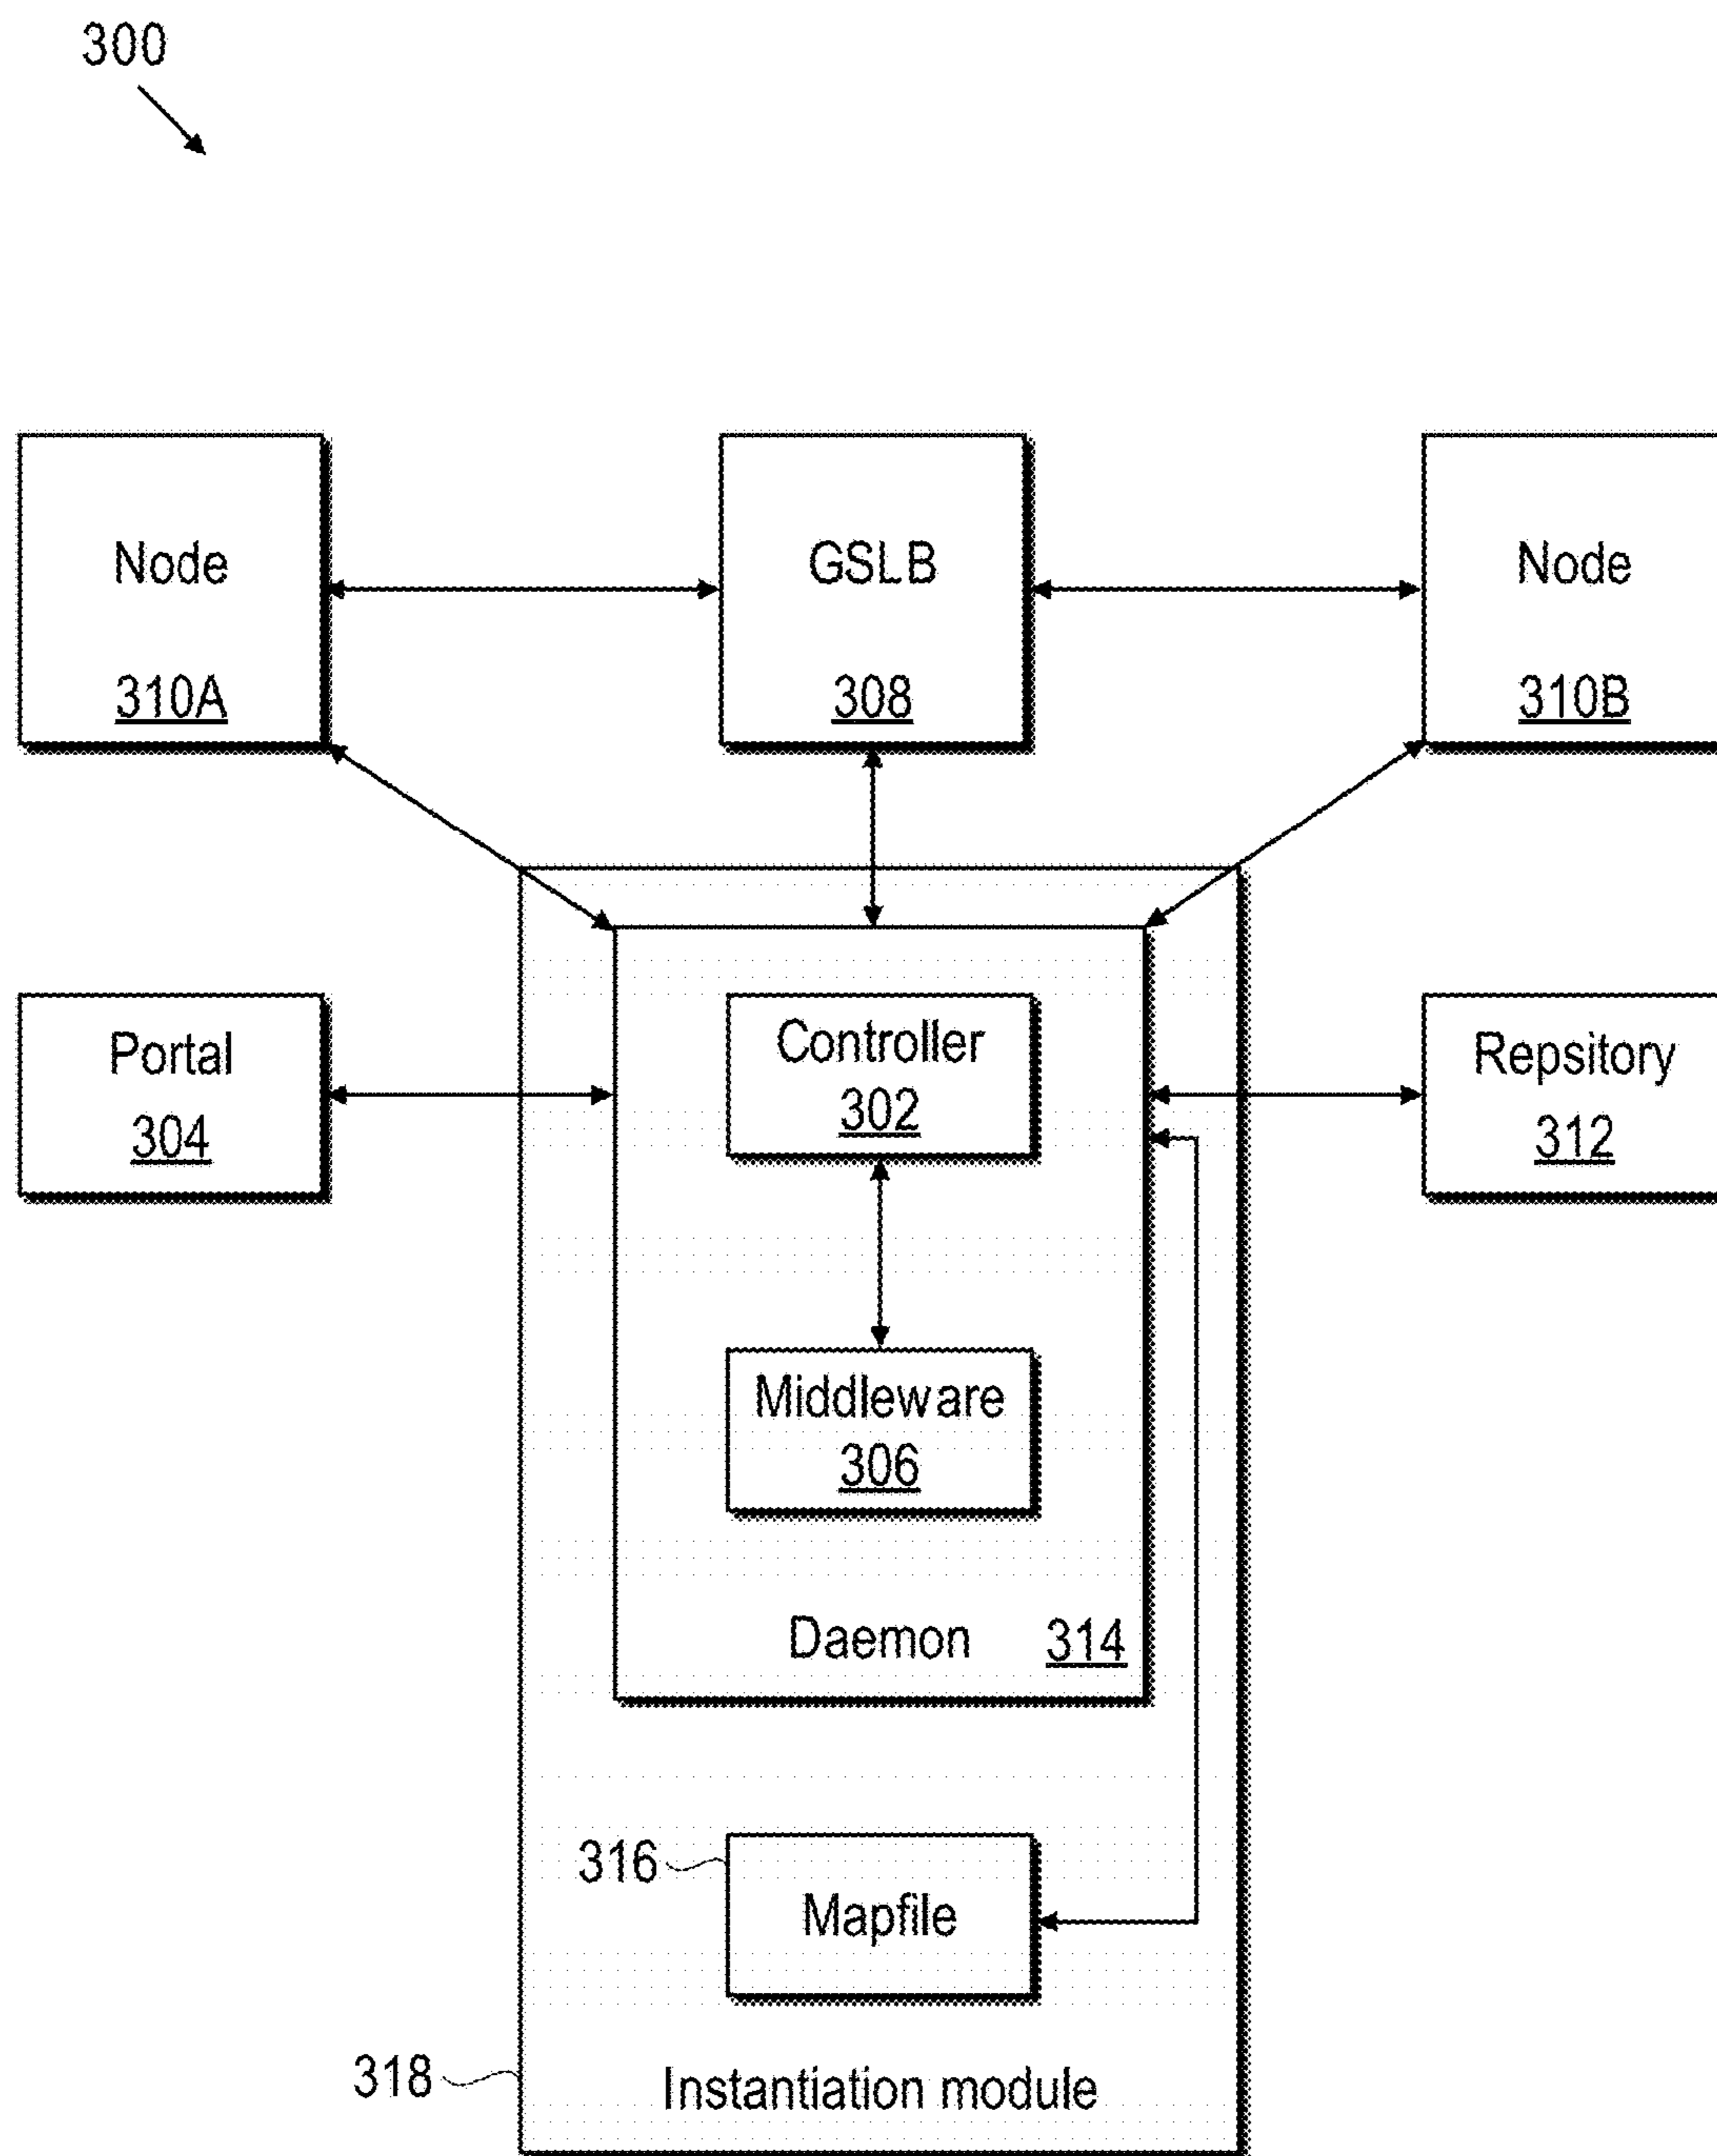 300
Node
310A
GSLB
308
Node
310B
Portal
304
Controller
302
Repsitory
312
Middleware
306
Daemon 314
316
Mapfile
318
Instantiation module